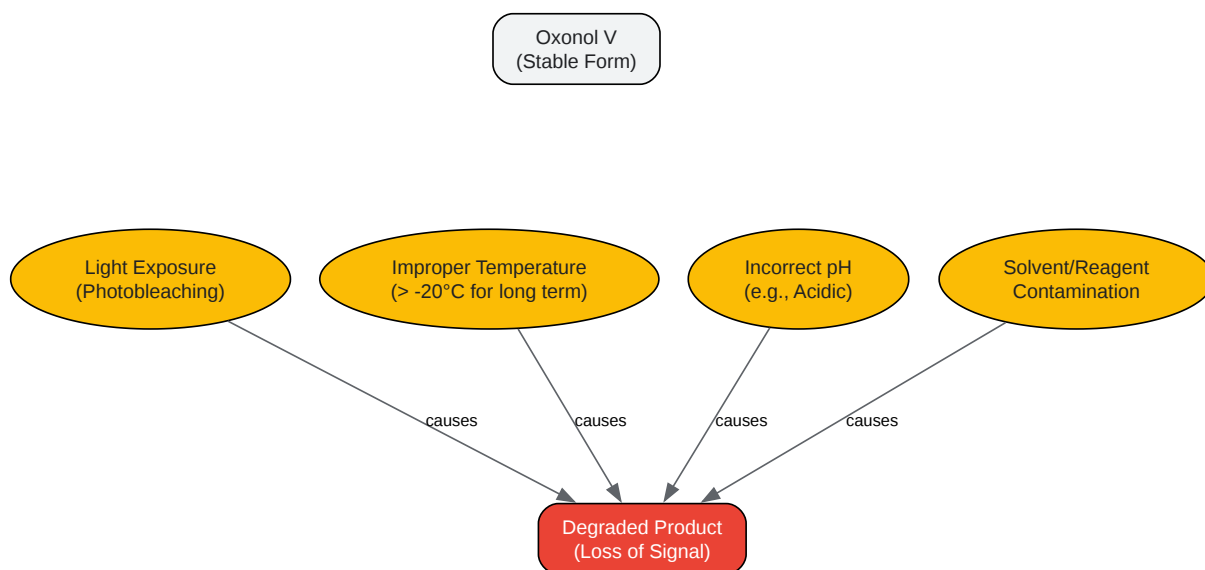 Oxonol V
(Stable Form)
Light Exposure
(Photobleaching)
Improper Temperature
(> -20°C for long term)
Incorrect pH
(e.g., Acidic)
Solvent/Reagent
Contamination
causes
causes
causes
causes
Degraded Product
(Loss of Signal)